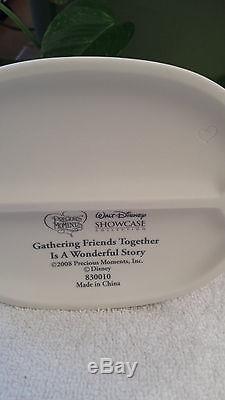 PRECIOUS MOMENTS WALT DISNEY SHOWCASE COLLECTION
Gathering Friends Together
Is A Wonderful Story
©2008 Precious Moments, Inc.
© Disney
830010
Made in China